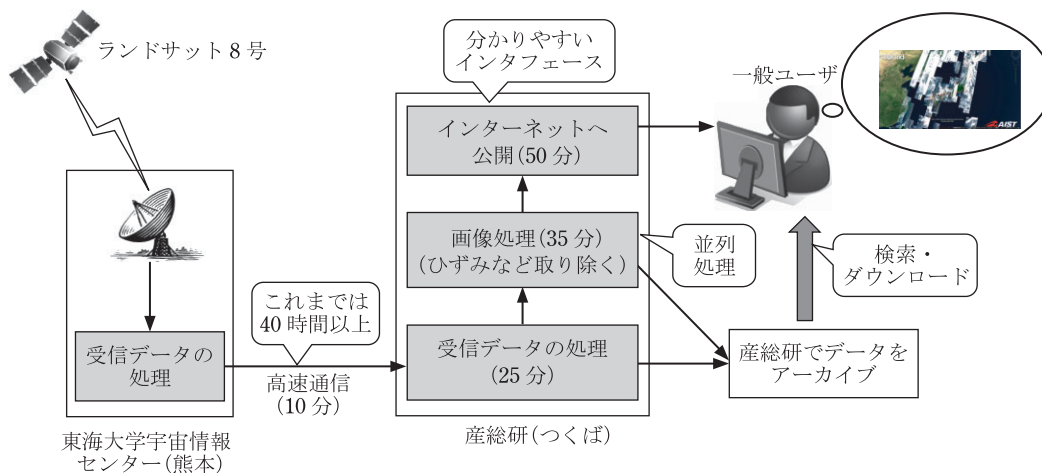 ランドサット8号
分かりやすい
インタフェース
一般ユーザ
AIST
インターネットへ
公開(50分)
画像処理(35分)
(ひずみなど取り除く)
並列
処理
検索・
ダウンロード
これまでは
40時間以上
受信データの
処理
高速通信
(10分)
受信データの処理
(25分)
産総研でデータを
アーカイブ
東海大学宇宙情報
センター(熊本)
産総研(つくば)